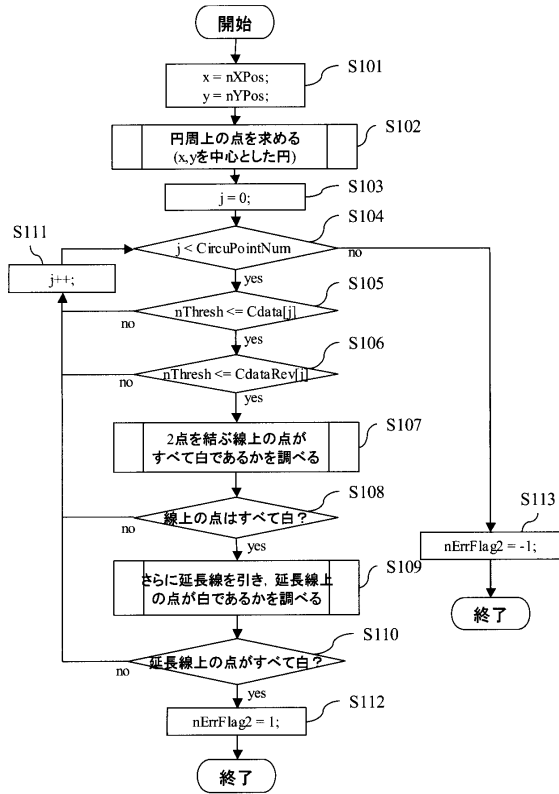 開始
S101
x = nXPos;
y = nYPos;
S102
円周上の点を求める
(x,yを中心とした円)
S103
j = 0;
S104
j < CircuPointNum
no
yes
S111
j++;
S105
nThresh <= Cdata[j]
no
yes
S106
nThresh <= CdataRev[j]
no
yes
S107
2点を結ぶ線上の点が
すべて白であるかを調べる
S108
線上の点はすべて白？
no
yes
S109
さらに延長線を引き，延長線上
の点が白であるかを調べる
S110
延長線上の点がすべて白？
no
yes
S112
nErrFlag2 = 1;
終了
S113
nErrFlag2 = -1;
終了